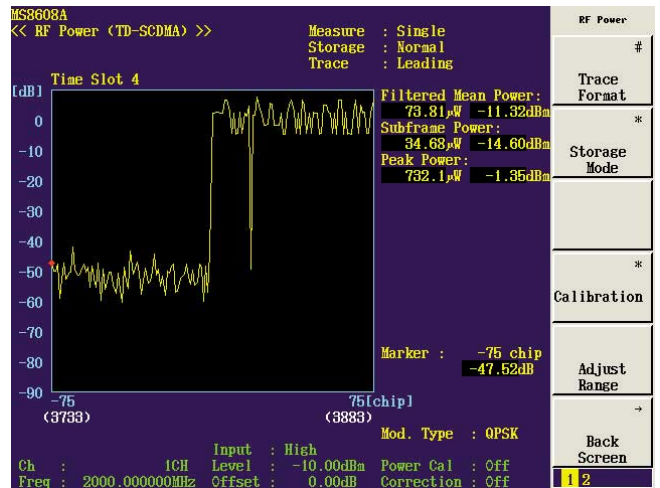 MS8608A
<< RF Power (TD-SCDMA) >>
Measure : Single
Storage : Normal
Trace : Leading
Time Slot 4
[dB]
0
-10
-20
-30
-40
-50
-60
-70
-80
-90
-75
75[chip]
(3733)
(3883)
Filtered Mean Power:
73.81µW -11.32dBm
Subframe Power:
34.68µW -14.60dBm
Peak Power:
732.1µW -1.35dBm
Marker : -75 chip
-47.52dB
Mod. Type : QPSK
Input : High
Ch : 1CH Level : -10.00dBm Power Cal : Off
Freq : 2000.000000MHz Offset : 0.00dB Correction : Off
RF Power
#
Trace
Format
*
Storage
Mode
*
Calibration
Adjust
Range
→
Back
Screen
1 2